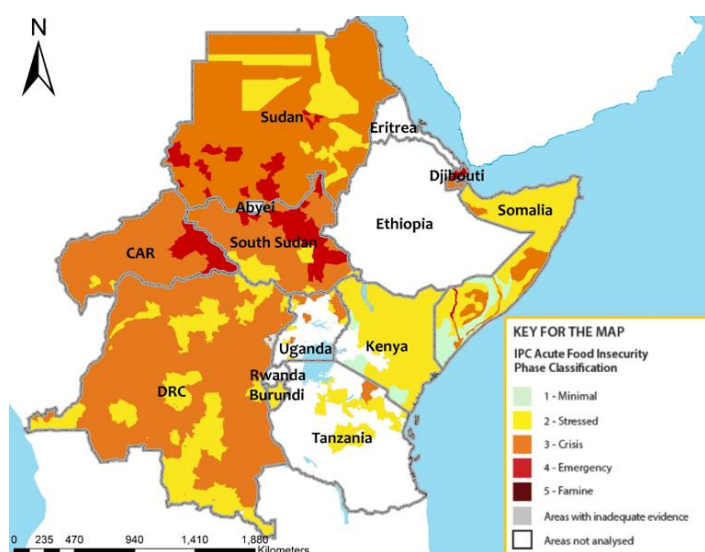 N
Sudan
Eritrea
Djibouti
Abyei
Somalia
Ethiopia
CAR
South Sudan
Uganda
Kenya
Rwanda
DRC
Burundi
Tanzania
KEY FOR THE MAP
IPC Acute Food Insecurity
Phase Classification
1 - Minimal
2 - Stressed
3 - Crisis
4 - Emergency
5 - Famine
Areas with inadequate evidence
Areas not analysed
0 235 470 940 1,410 1,880
Kilometers